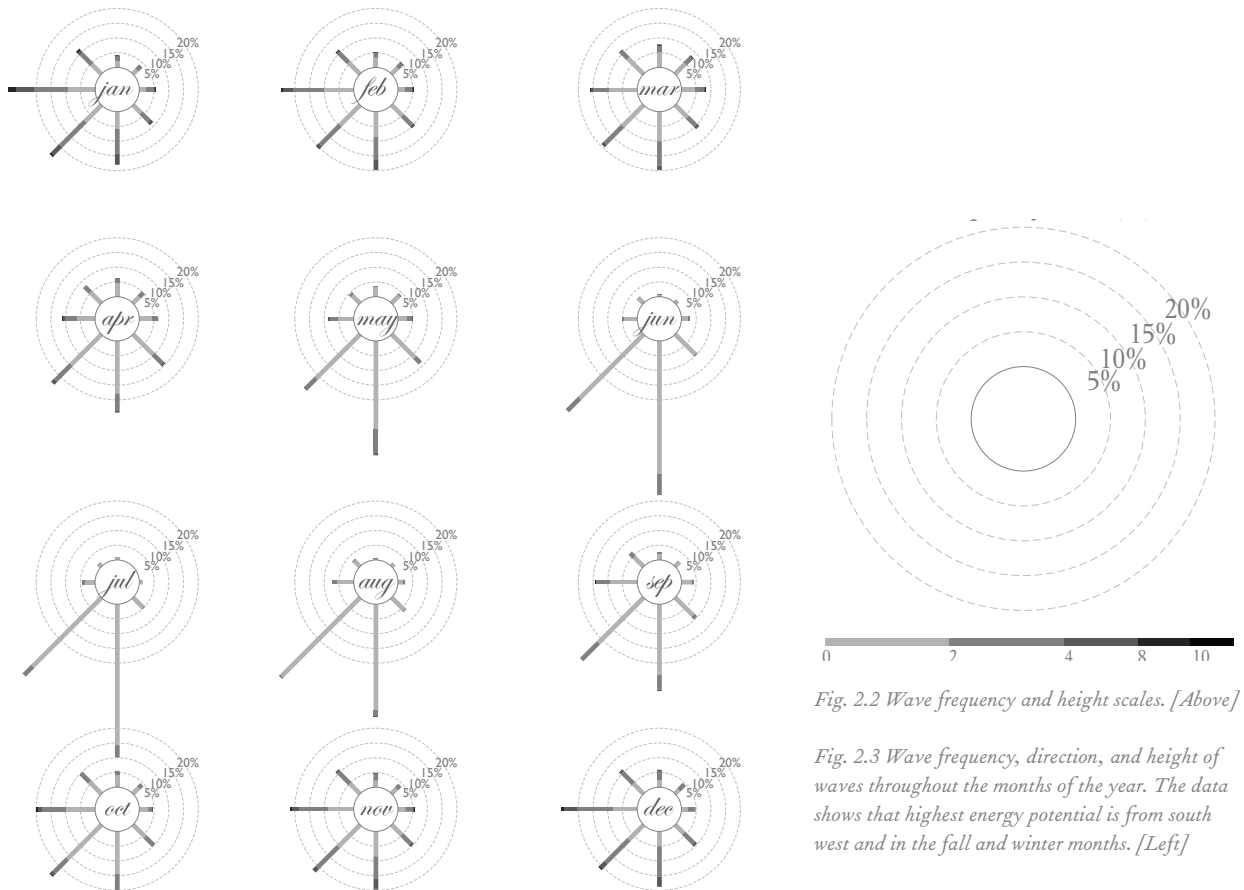 20%
15%
10%
5%
jan
20%
15%
10%
5%
feb
20%
15%
10%
5%
mar
20%
15%
10%
5%
apr
20%
15%
10%
5%
may
20%
15%
10%
5%
jun
20%
15%
10%
5%
20%
15%
10%
5%
jul
20%
15%
10%
5%
aug
20%
15%
10%
5%
sep
0 2 4 8 10
Fig. 2.2 Wave frequency and height scales. [Above]
20%
15%
10%
5%
oct
20%
15%
10%
5%
nov
20%
15%
10%
5%
dec
Fig. 2.3 Wave frequency, direction, and height of
waves throughout the months of the year. The data
shows that highest energy potential is from south
west and in the fall and winter months. [Left]